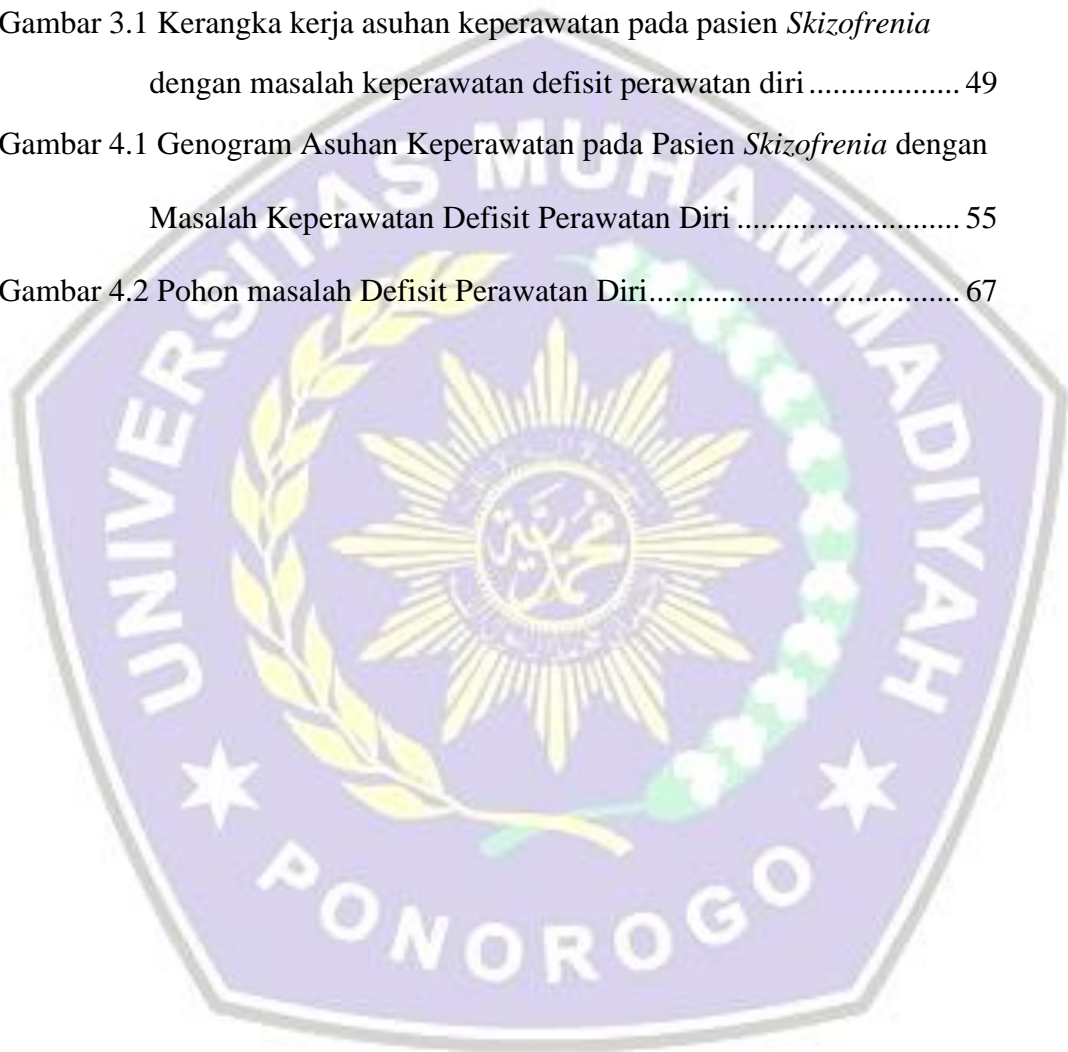 Gambar 3.1 Kerangka kerja asuhan keperawatan pada pasien Skizofrenia
dengan masalah keperawatan defisit perawatan diri ................... 49
Gambar 4.1 Genogram Asuhan Keperawatan pada Pasien Skizofrenia dengan
Masalah Keperawatan Defisit Perawatan Diri ............................ 55
Gambar 4.2 Pohon masalah Defisit Perawatan Diri....................................... 67
UNIVERSITAS MUHAMMADIYAH
PONOROGO